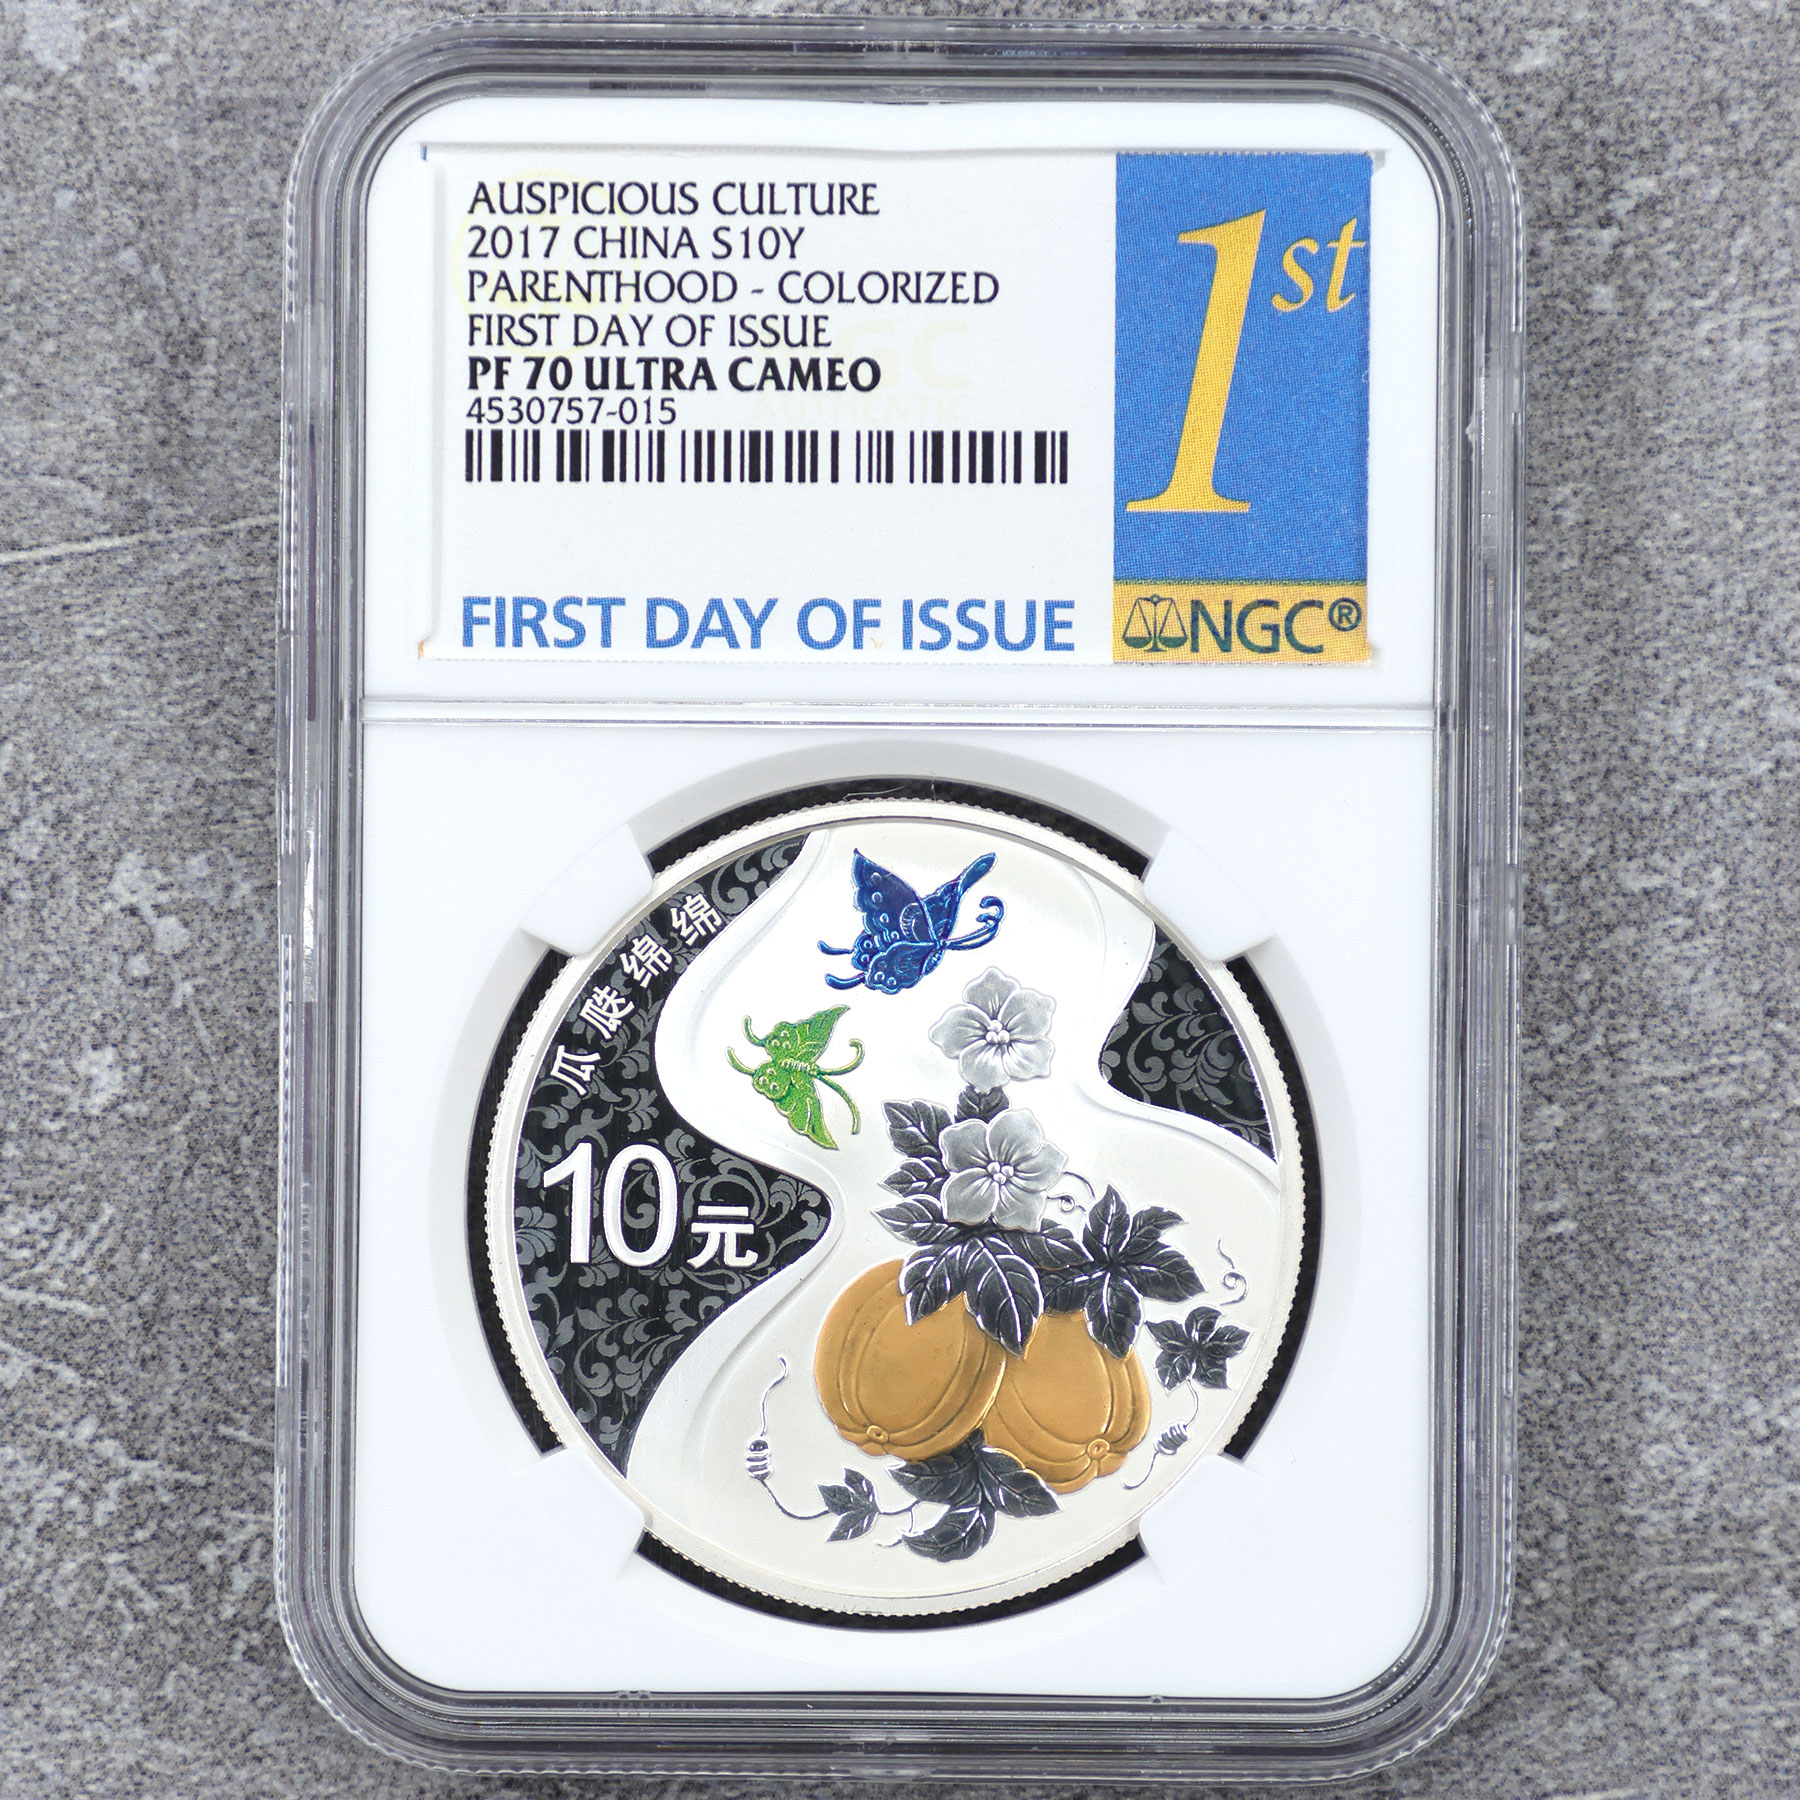 AUSPICIOUS CULTURE
2017 CHINA S10Y
PARENTHOOD - COLORIZED
FIRST DAY OF ISSUE
PF 70 ULTRA CAMEO
4530757-015
FIRST DAY OF ISSUE
1st
NGC®
瓜瓞绵绵
10元